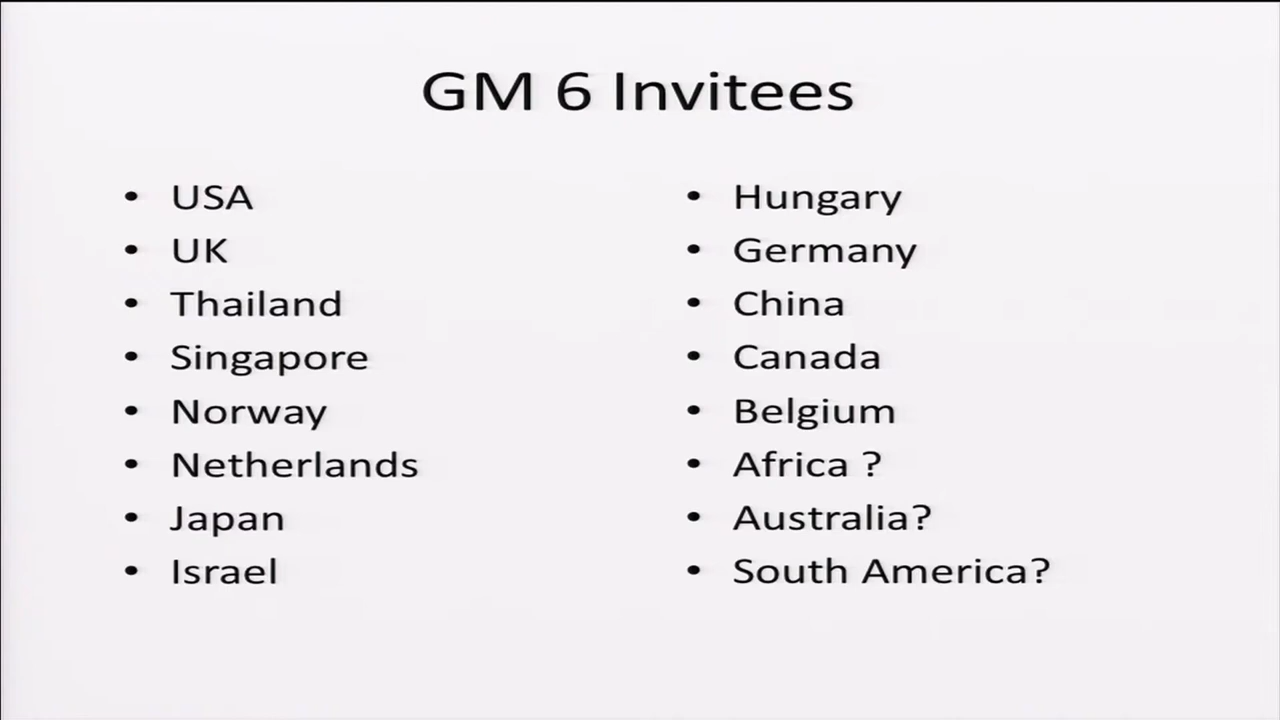 GM 6 Invitees
• USA
• UK
• Thailand
• Singapore
• Norway
• Netherlands
• Japan
• Israel
• Hungary
• Germany
• China
• Canada
• Belgium
• Africa ?
• Australia?
• South America?